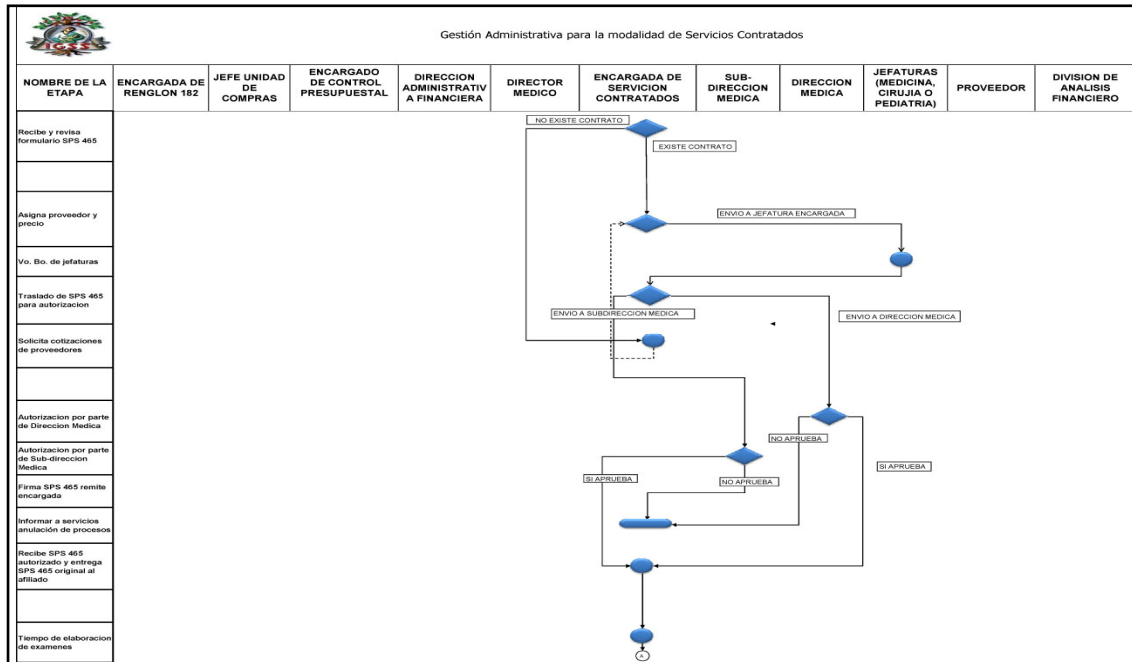 IGSS
Gestión Administrativa para la modalidad de Servicios Contratados
NOMBRE DE LA
ETAPA
ENCARGADA DE
RENGLON 182
JEFE UNIDAD
DE
COMPRAS
ENCARGADO
DE CONTROL
PRESUPUESTAL
DIRECCION
ADMINISTRATIV
A FINANCIERA
DIRECTOR
MEDICO
ENCARGADA DE
SERVICION
CONTRATADOS
SUB-
DIRECCION
MEDICA
DIRECCION
MEDICA
JEFATURAS
(MEDICINA,
CIRUJIA O
PEDIATRIA)
PROVEEDOR
DIVISION DE
ANALISIS
FINANCIERO
Recibe y revisa
formulario SPS 465
NO EXISTE CONTRATO
EXISTE CONTRATO
Asigna proveedor y
precio
ENVIO A JEFATURA ENCARGADA
Vo. Bo. de jefaturas
Traslado de SPS 465
para autorizacion
ENVIO A SUBDIRECCION MEDICA
ENVIO A DIRECCION MEDICA
Solicita cotizaciones
de proveedores
Autorizacion por parte
de Direccion Medica
NO APRUEBA
SI APRUEBA
Autorizacion por parte
de Sub-direccion
Medica
SI APRUEBA
NO APRUEBA
Firma SPS 465 remite
encargada
Informar a servicios
anulación de procesos
Recibe SPS 465
autorizado y entrega
SPS 465 original al
afiliado
Tiempo de elaboracion
de examenes
A